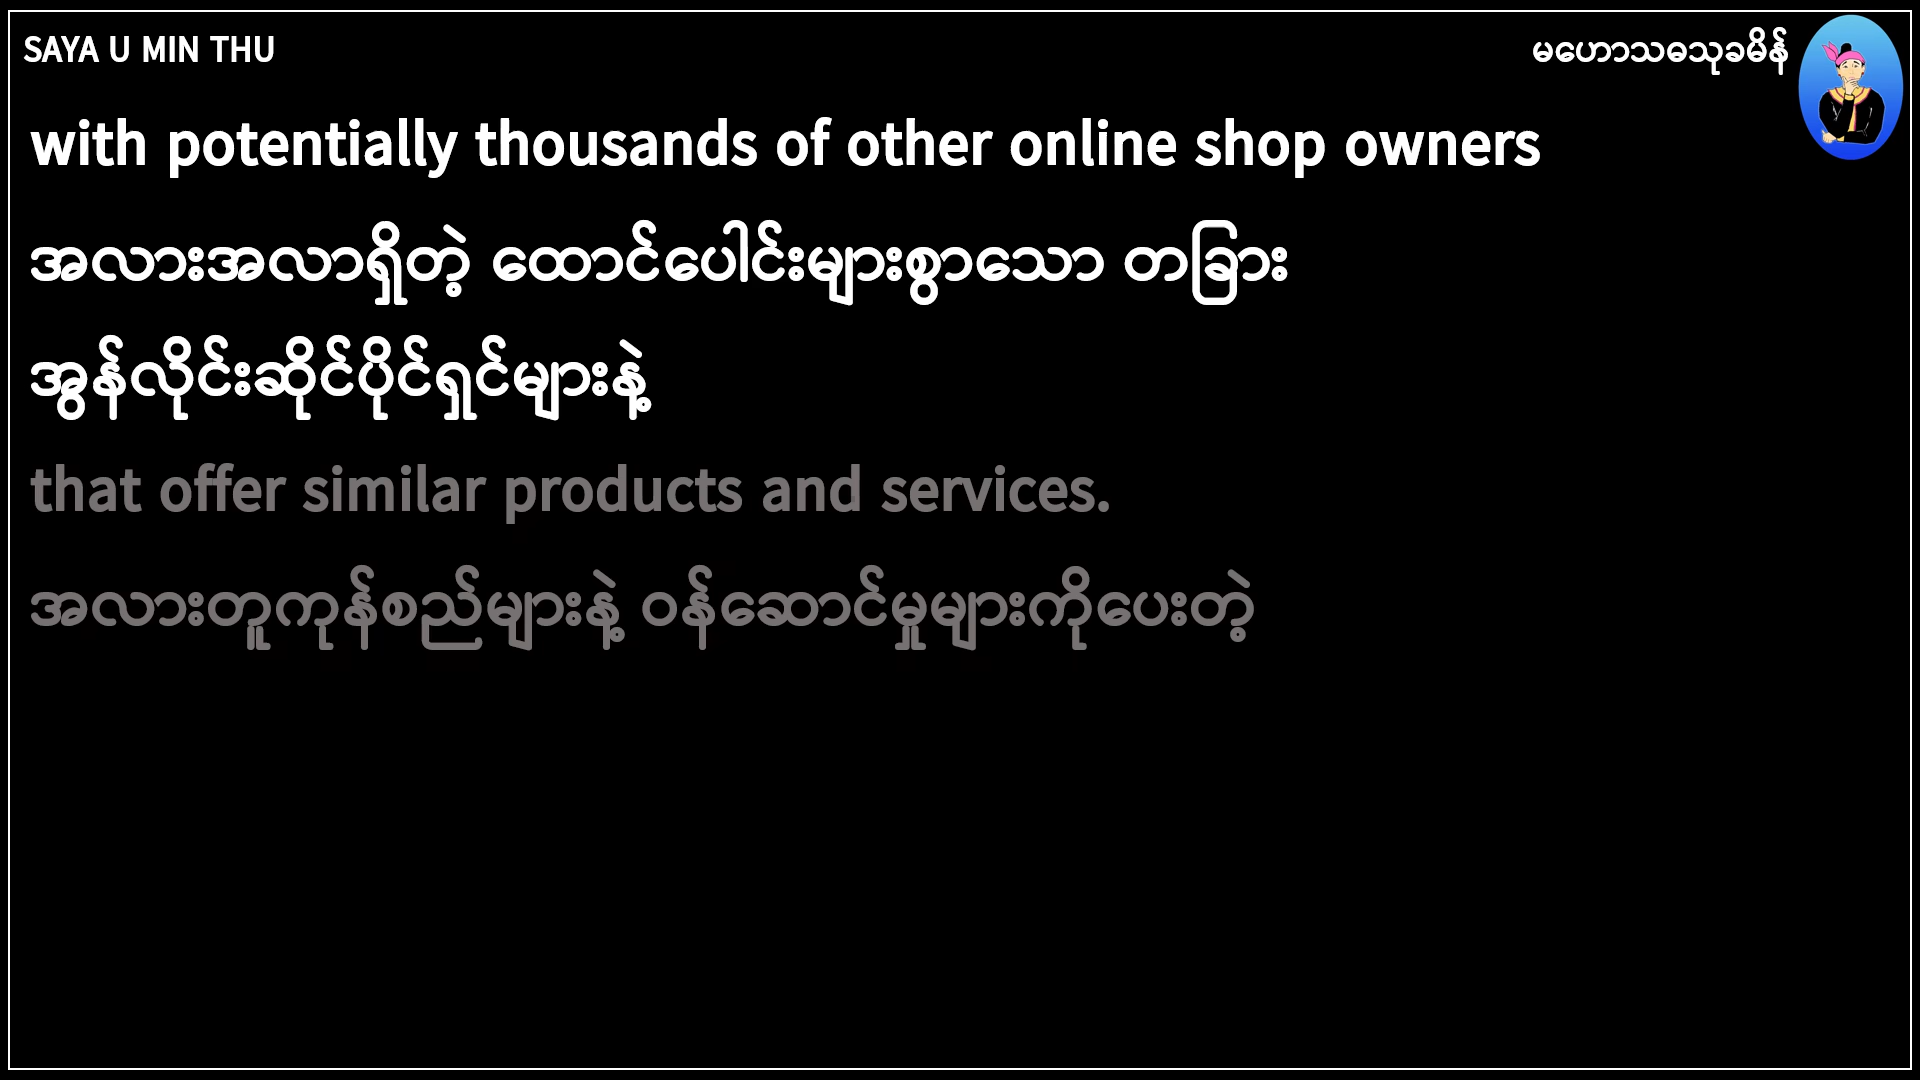 SAYA U MIN THU
မဟောသဓသုခမိန်
with potentially thousands of other online shop owners
အလားအလာရှိတဲ့ ထောင်ပေါင်းများစွာသော တခြား
အွန်လိုင်းဆိုင်ပိုင်ရှင်များနဲ့
that offer similar products and services.
အလားတူကုန်စည်များနဲ့ ဝန်ဆောင်မှုများကိုပေးတဲ့